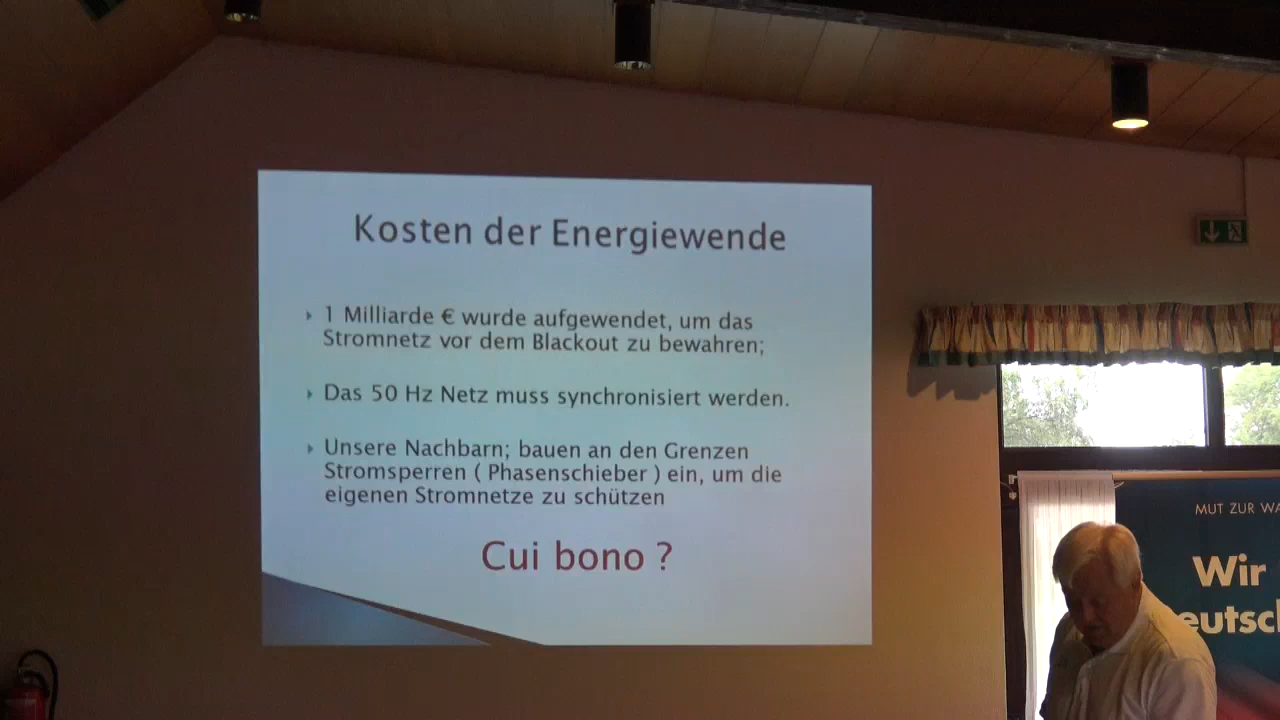 Kosten der Energiewende
1 Milliarde € wurde aufgewendet, um das
Stromnetz vor dem Blackout zu bewahren;
Das 50 Hz Netz muss synchronisiert werden.
Unsere Nachbarn; bauen an den Grenzen
Stromsperren ( Phasenschieber ) ein, um die
eigenen Stromnetze zu schützen
Cui bono ?
MUT ZUR WA
Wir
eutsch